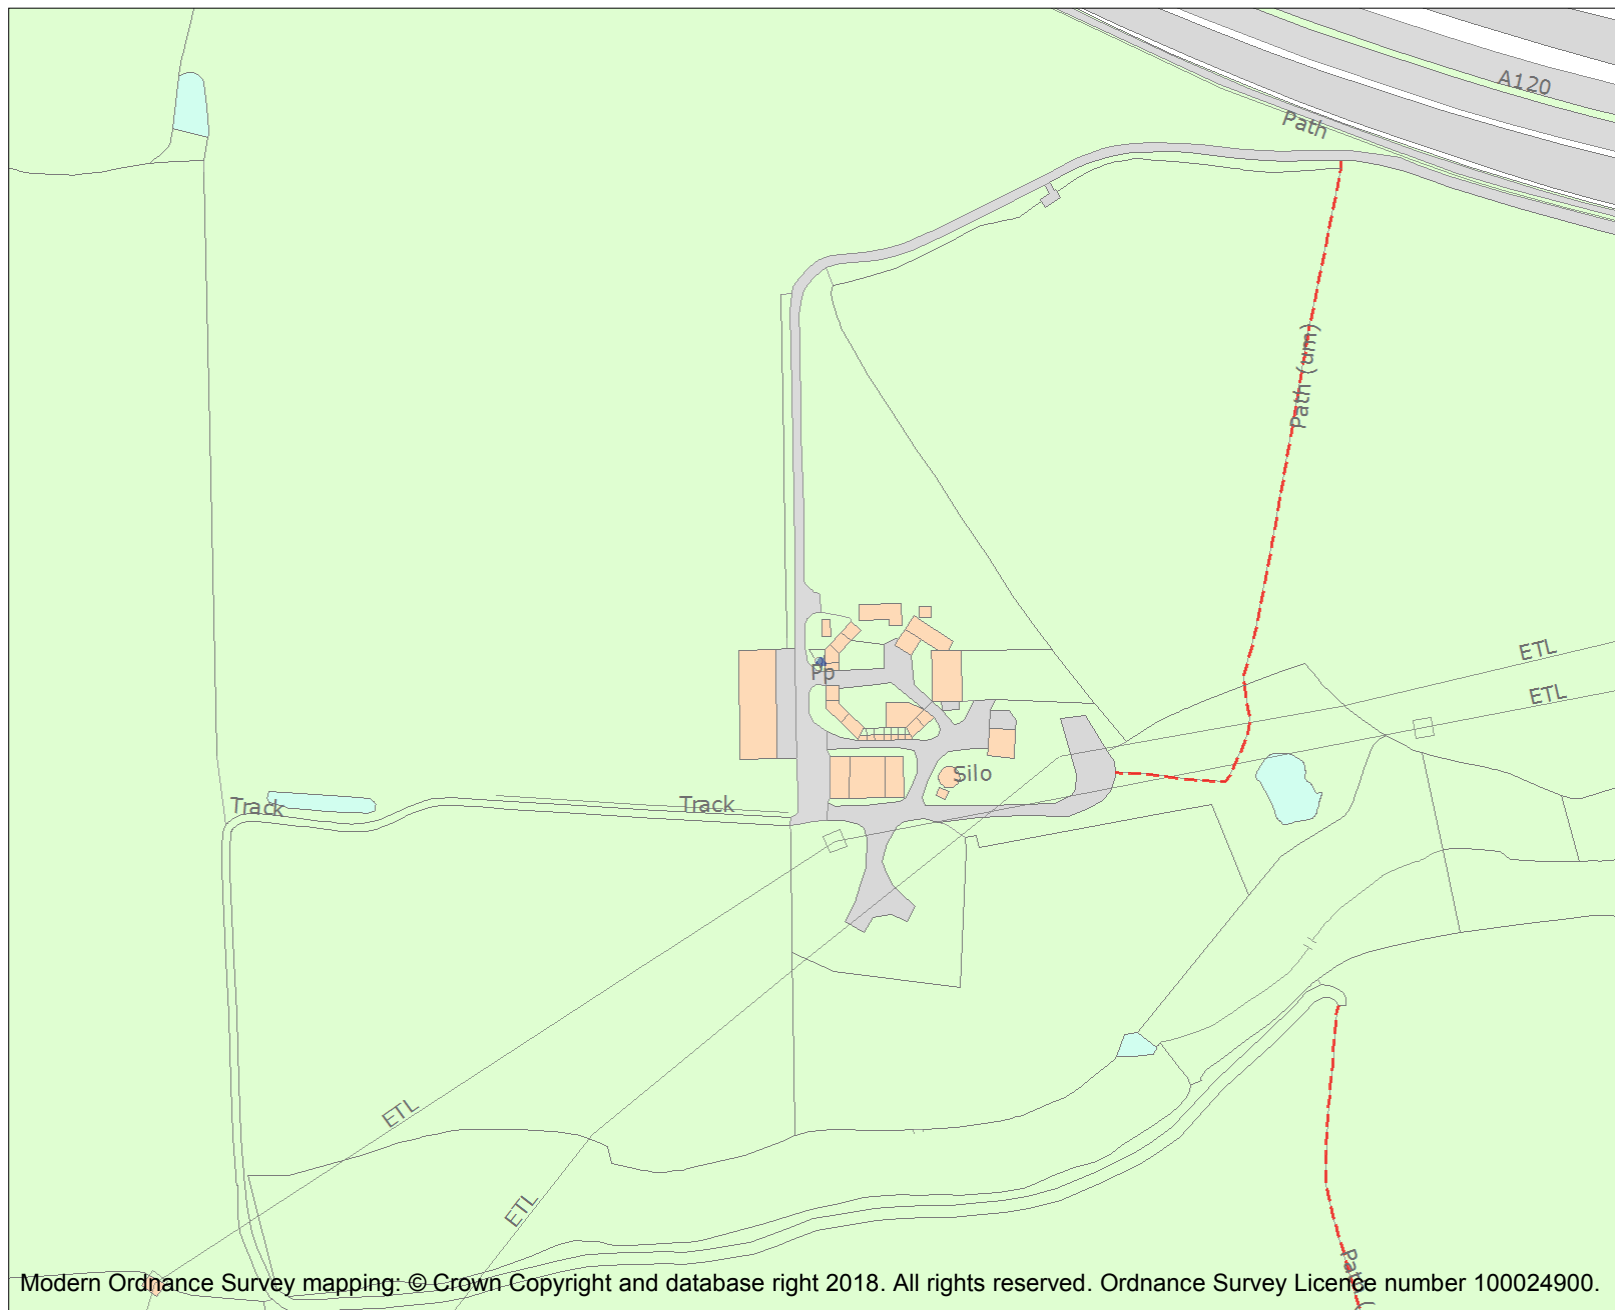 A120
Path
Path (um)
ETL
ETL
Pp
Silo
Track
Track
ETL
ETL
Path (
Modern Ordnance Survey mapping: © Crown Copyright and database right 2018. All rights reserved. Ordnance Survey Licence number 100024900.